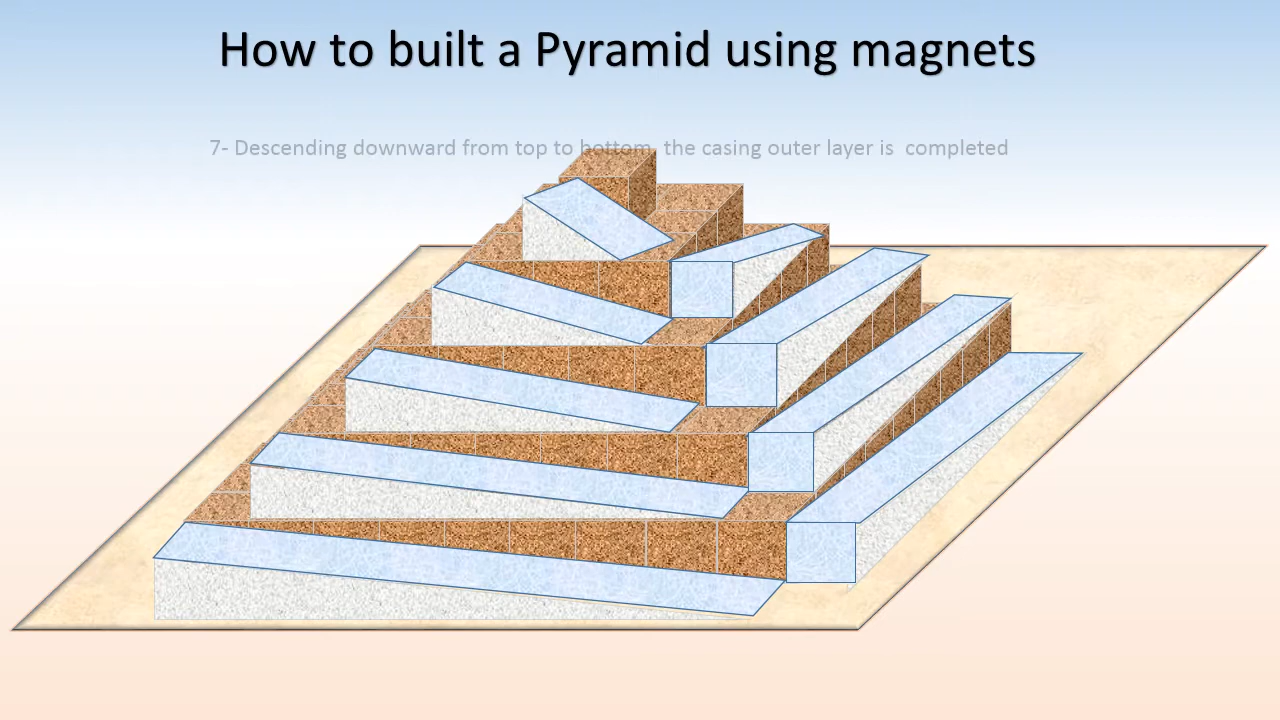 How to built a Pyramid using magnets
7- Descending downward from top to bottom, the casing outer layer is completed